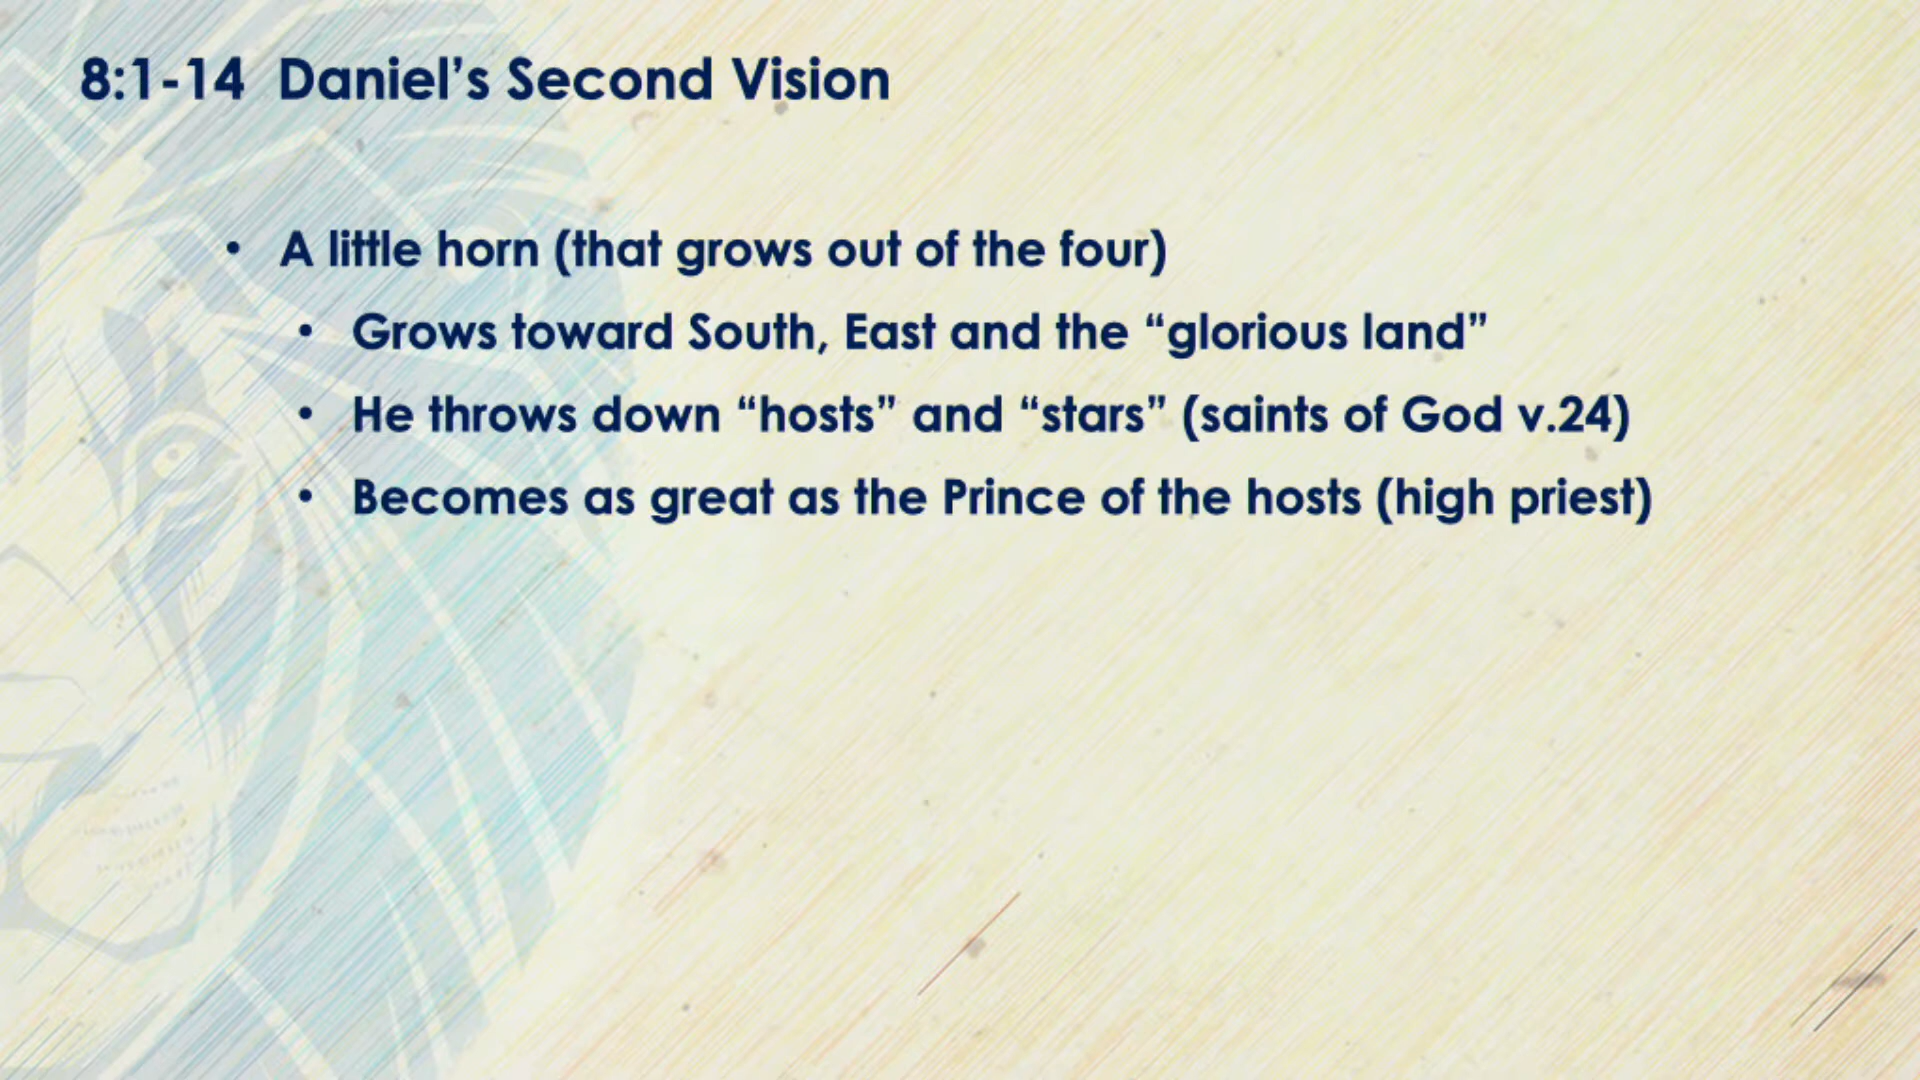 8:1-14 Daniel’s Second Vision
• A little horn (that grows out of the four)
• Grows toward South, East and the “glorious land”
• He throws down “hosts” and “stars” (saints of God v.24)
• Becomes as great as the Prince of the hosts (high priest)